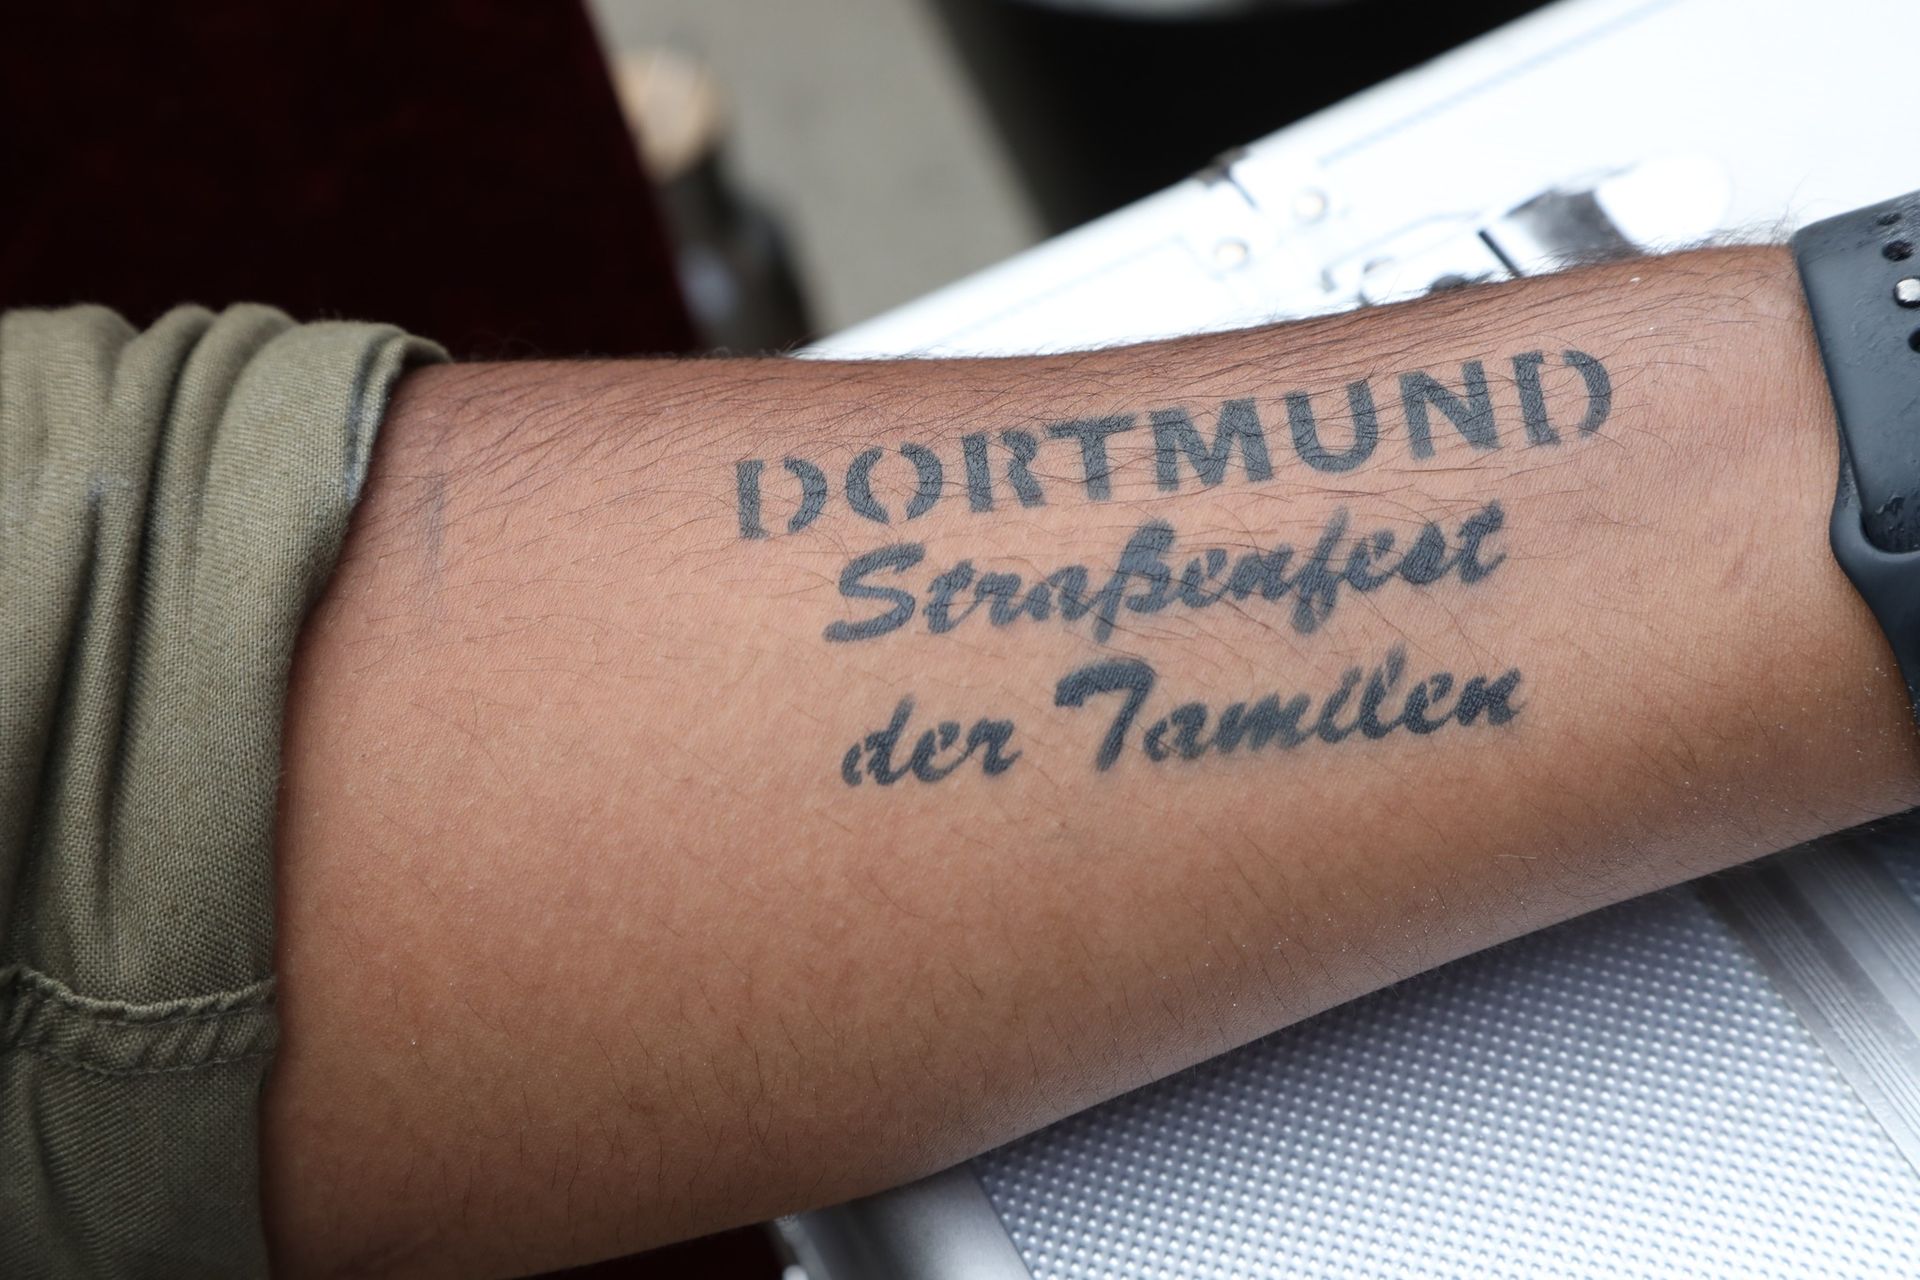 DORTMUND
Straßenfest
der Tamilen